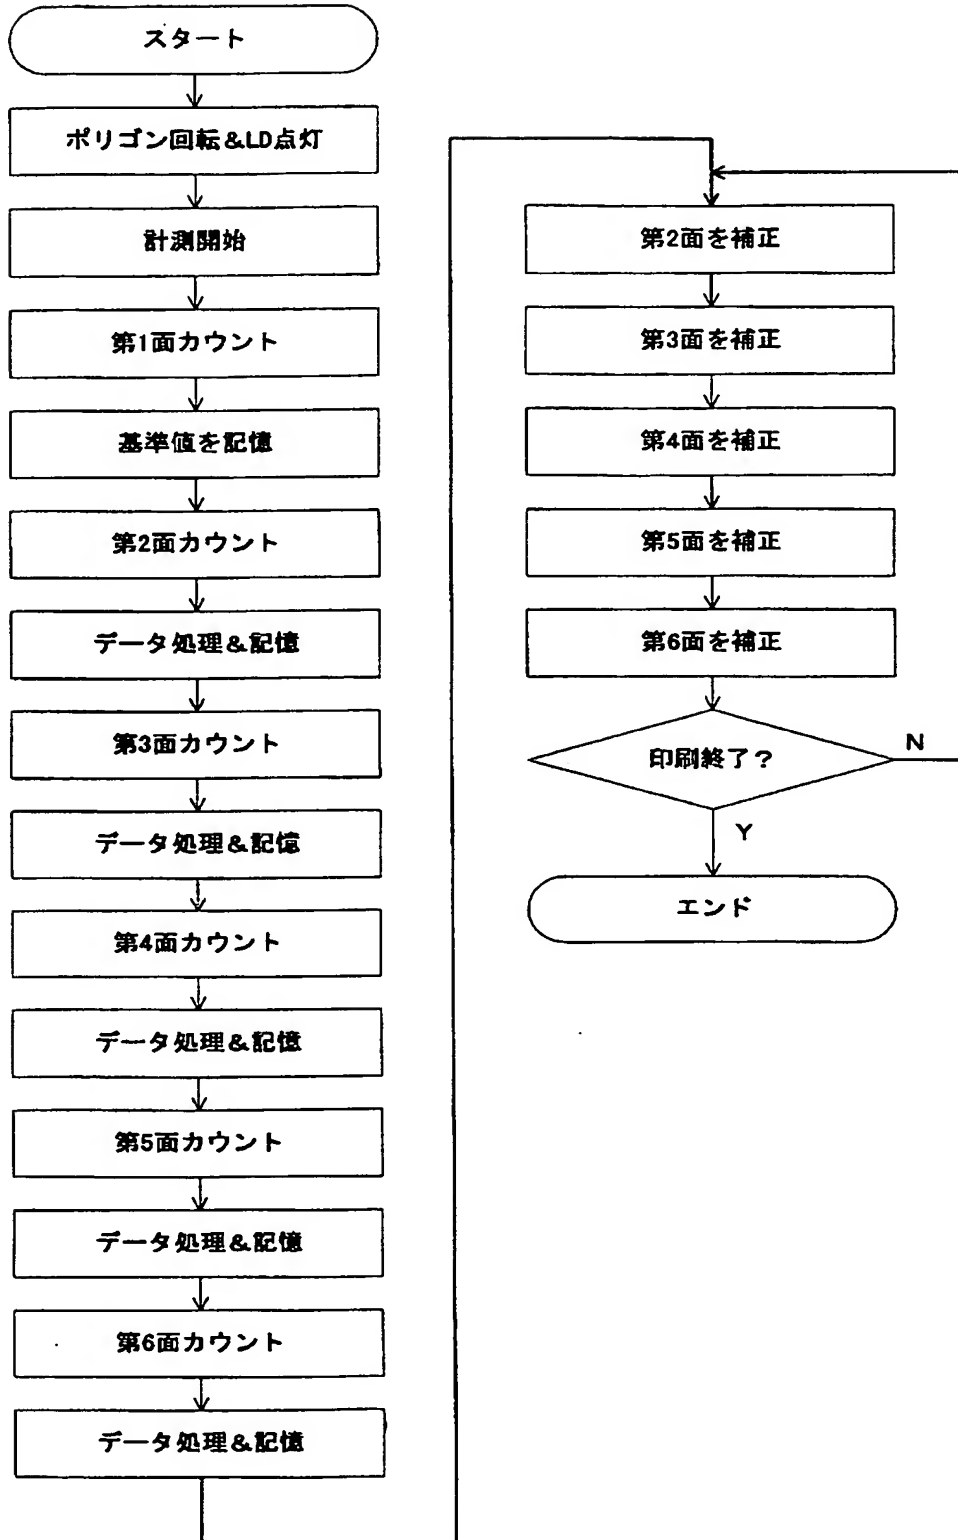 スタート
ポリゴン回転&LD点灯
計測開始
第1面カウント
基準値を記憶
第2面カウント
データ処理&記憶
第3面カウント
データ処理&記憶
第4面カウント
データ処理&記憶
第5面カウント
データ処理&記憶
第6面カウント
データ処理&記憶
第2面を補正
第3面を補正
第4面を補正
第5面を補正
第6面を補正
印刷終了?
N
Y
エンド